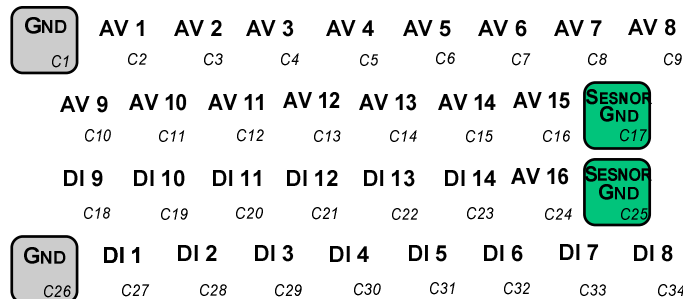 GND AV 1 AV 2 AV 3 AV 4 AV 5 AV 6 AV 7 AV 8
C1 C2 C3 C4 C5 C6 C7 C8 C9
AV 9 AV 10 AV 11 AV 12 AV 13 AV 14 AV 15 SESNOR GND
C10 C11 C12 C13 C14 C15 C16 C17
DI 9 DI 10 DI 11 DI 12 DI 13 DI 14 AV 16 SESNOR GND
C18 C19 C20 C21 C22 C23 C24 C25
GND DI 1 DI 2 DI 3 DI 4 DI 5 DI 6 DI 7 DI 8
C26 C27 C28 C29 C30 C31 C32 C33 C34